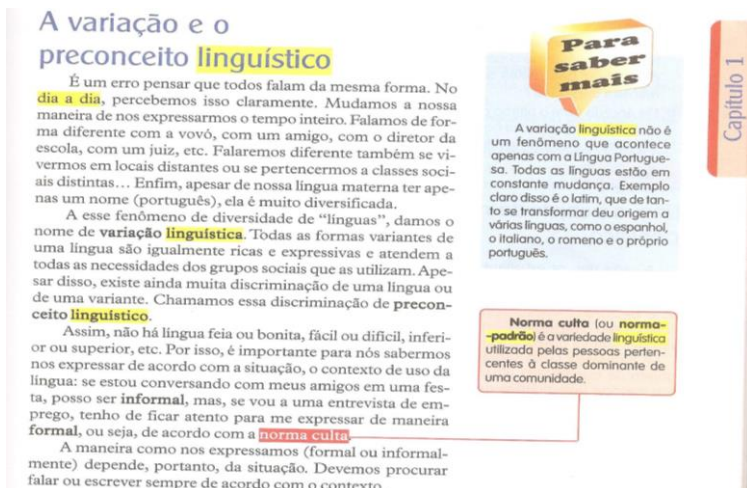 A variação e o
preconceito linguístico
É um erro pensar que todos falam da mesma forma. No
dia a dia, percebemos isso claramente. Mudamos a nossa
maneira de nos expressarmos o tempo inteiro. Falamos de for-
ma diferente com a vovó, com um amigo, com o diretor da
escola, com um juiz, etc. Falaremos diferente também se vi-
vermos em locais distantes ou se pertencermos a classes soci-
ais distintas... Enfim, apesar de nossa língua materna ter ape-
nas um nome (português), ela é muito diversificada.
A esse fenômeno de diversidade de "línguas", damos o
nome de variação linguística. Todas as formas variantes de
uma língua são igualmente ricas e expressivas e atendem a
todas as necessidades dos grupos sociais que as utilizam. Ape-
sar disso, existe ainda muita discriminação de uma língua ou
de uma variante. Chamamos essa discriminação de precon-
ceito linguístico.
Assim, não há língua feia ou bonita, fácil ou difícil, inferi-
or ou superior, etc. Por isso, é importante para nós sabermos
nos expressar de acordo com a situação, o contexto de uso da
língua: se estou conversando com meus amigos em uma fes-
ta, posso ser informal, mas, se vou a uma entrevista de em-
prego, tenho de ficar atento para me expressar de maneira
formal, ou seja, de acordo com a norma culta.
A maneira como nos expressamos (formal ou informal-
mente) depende, portanto, da situação. Devemos procurar
falar ou escrever sempre de acordo com o contexto.
Para
saber
mais
A variação linguística não é
um fenômeno que acontece
apenas com a Língua Portugue-
sa. Todas as línguas estão em
constante mudança. Exemplo
claro disso é o latim, que de tan-
to se transformar deu origem a
várias línguas, como o espanhol,
o italiano, o romeno e o próprio
português.
Norma culta (ou norma-
-padrão) é a variedade linguística
utilizada pelas pessoas perten-
centes à classe dominante de
uma comunidade.
Capítulo 1